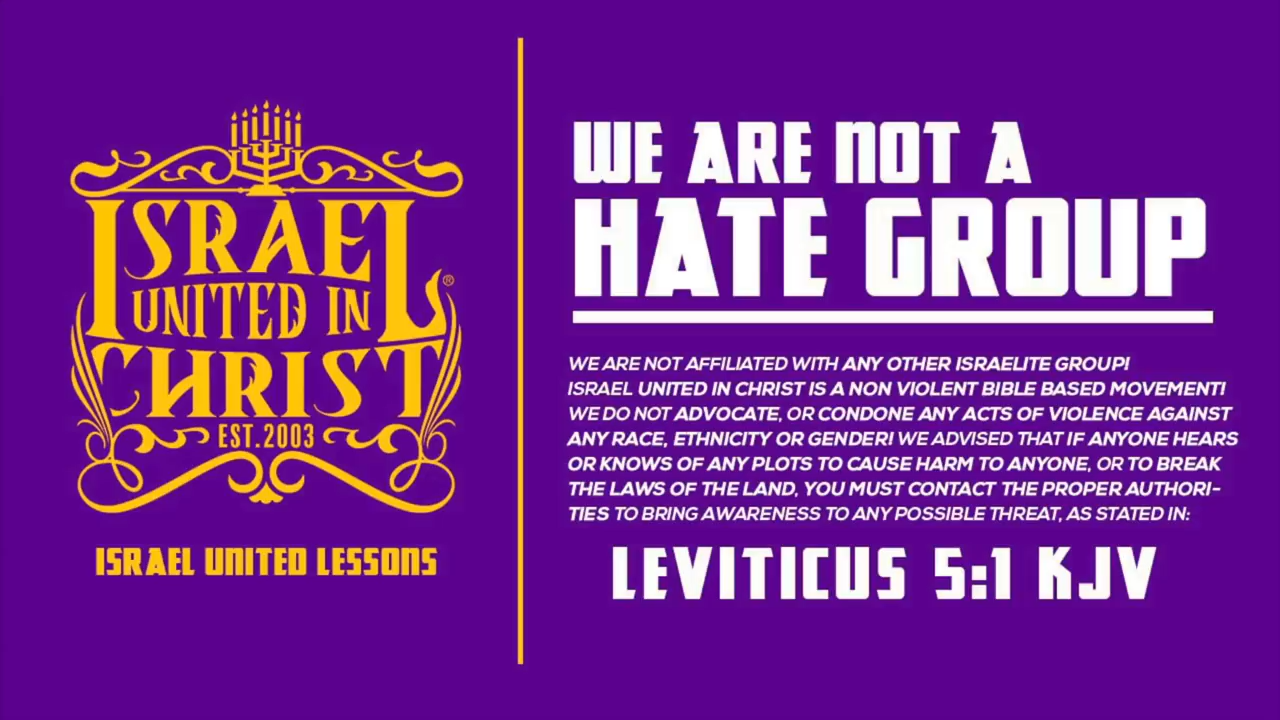 ISRAEL
UNITED IN
CHRIST
®
EST.2003
ISRAEL UNITED LESSONS
WE ARE NOT A
HATE GROUP
WE ARE NOT AFFILIATED WITH ANY OTHER ISRAELITE GROUP!
ISRAEL UNITED IN CHRIST IS A NON VIOLENT BIBLE BASED MOVEMENT!
WE DO NOT ADVOCATE, OR CONDONE ANY ACTS OF VIOLENCE AGAINST
ANY RACE, ETHNICITY OR GENDER! WE ADVISED THAT IF ANYONE HEARS
OR KNOWS OF ANY PLOTS TO CAUSE HARM TO ANYONE, OR TO BREAK
THE LAWS OF THE LAND, YOU MUST CONTACT THE PROPER AUTHORI-
TIES TO BRING AWARENESS TO ANY POSSIBLE THREAT, AS STATED IN:
LEVITICUS 5:1 KJV